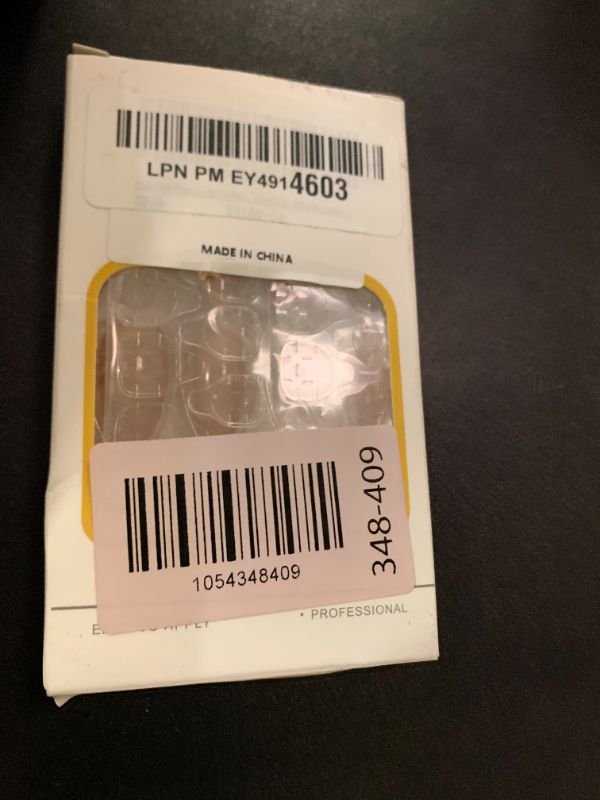 LPN PM EY4914603
MADE IN CHINA
348-409
1054348409
• PROFESSIONAL